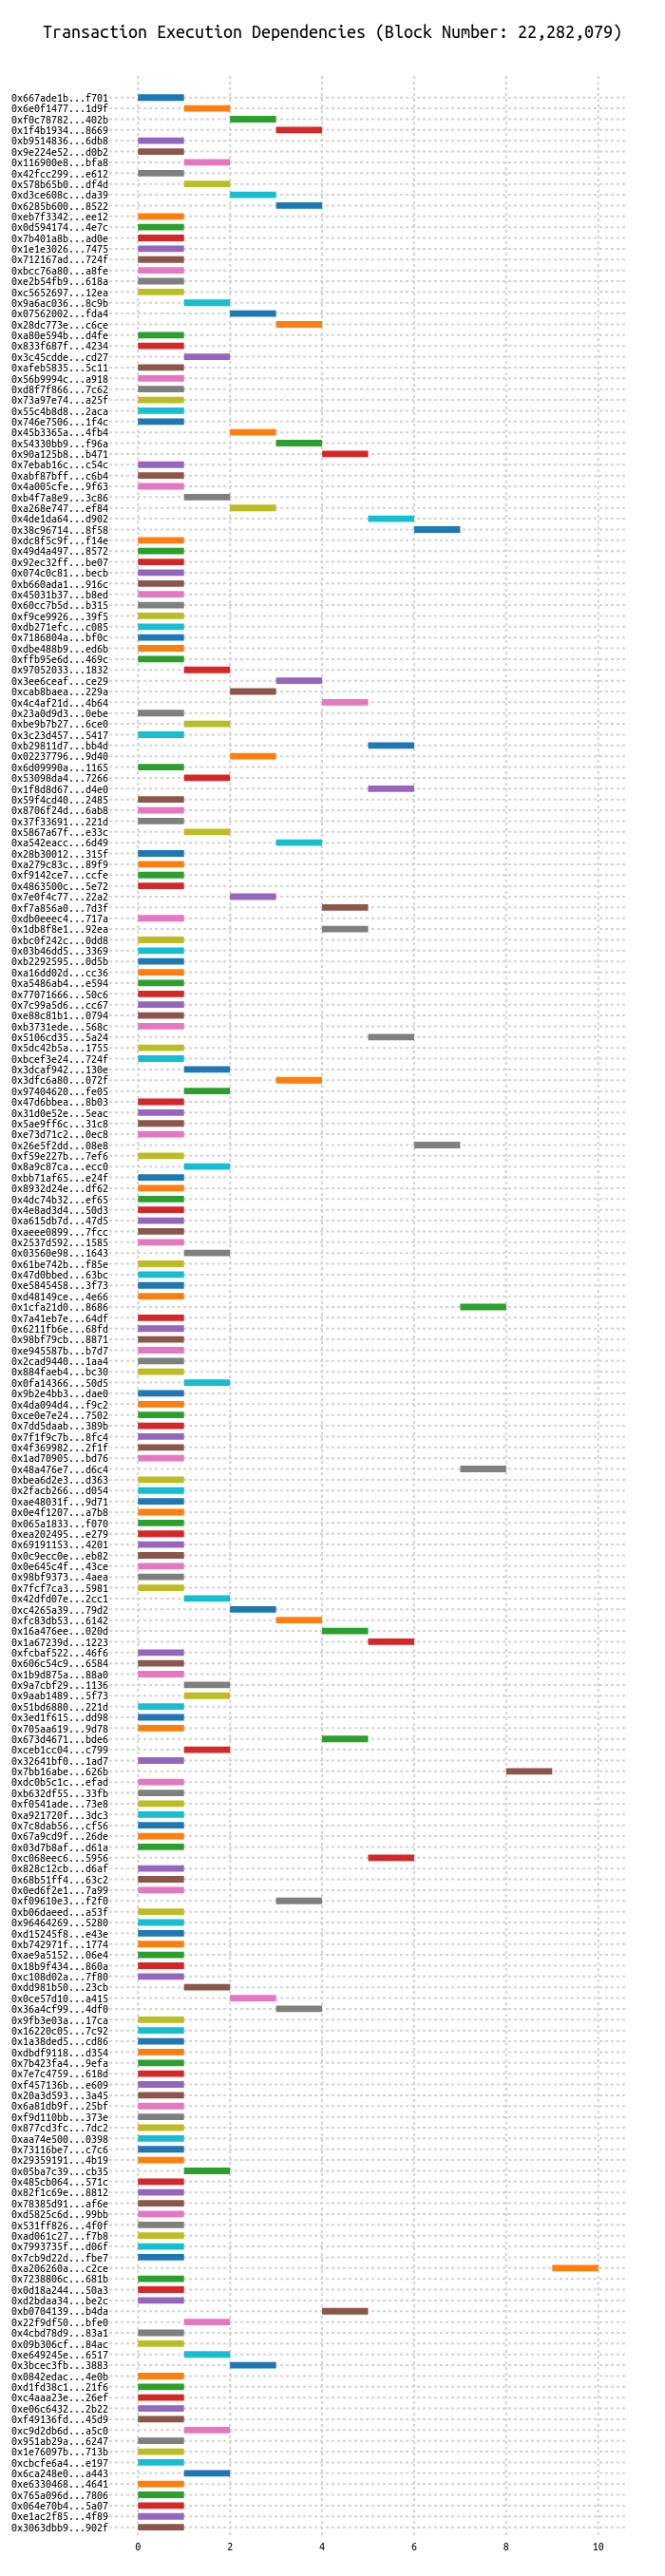 Transaction Execution Dependencies (Block Number: 22,282,079)
0x667ade1b...f701
0x6e0f1477...1d9f
0xf0c78782...402b
0x1f4b1934...8669
0xb9514836...6db8
0x9e224e52...d0b2
0x116900e8...bfa8
0x42fcc299...e612
0x578b65b0...df4d
0xd3ce608c...da39
0x6285b600...8522
0xeb7f3342...ee12
0x0d594174...4e7c
0x7b401a8b...ad0e
0x1e1e3026...7475
0x712167ad...724f
0xbcc76a80...a8fe
0xe2b54fb9...618a
0xc5652697...12ea
0x9a6ac036...8c9b
0x07562002...fda4
0x28dc773e...c6ce
0xa80e594b...d4fe
0x833f687f...4234
0x3c45cdde...cd27
0xafeb5835...5c11
0x56b9994c...a918
0xd8f7f866...7c62
0x73a97e74...a25f
0x55c4b8d8...2aca
0x746e7506...1f4c
0x45b3365a...4fb4
0x54330bb9...f96a
0x90a125b8...b471
0x7ebab16c...c54c
0xabf87bff...c6b4
0x4a005cfe...9f63
0xb4f7a8e9...3c86
0xa268e747...ef84
0x4de1da64...d902
0x38c96714...8f58
0xdc8f5c9f...f14e
0x49d4a497...8572
0x92ec32ff...be07
0x074c0c81...becb
0xb660ada1...916c
0x45031b37...b8ed
0x60cc7b5d...b315
0xf9ce9926...39f5
0xdb271efc...c085
0x7186804a...bf0c
0xdbe488b9...ed6b
0xffb95e6d...469c
0x97052033...1832
0x3ee6ceaf...ce29
0xcab8baea...229a
0x4c4af21d...4b64
0x23a0d9d3...0ebe
0xbe9b7b27...6ce0
0x3c23d457...5417
0xb29811d7...bb4d
0x02237796...9d40
0x6d09990a...1165
0x53098da4...7266
0x1f8d8d67...d4e0
0x59f4cd40...2485
0x8706f24d...6ab8
0x37f33691...221d
0x5867a67f...e33c
0xa542eacc...6d49
0x28b30012...315f
0xa279c83c...89f9
0xf9142ce7...ccfe
0x4863500c...5e72
0x7e0f4c77...22a2
0xf7a856a0...7d3f
0xdb0eeec4...717a
0x1db8f8e1...92ea
0xbc0f242c...0dd8
0x03b46dd5...3369
0xb2292595...0d5b
0xa16dd02d...cc36
0xa5486ab4...e594
0x77071666...50c6
0x7c99a5d6...cc67
0xe88c81b1...0794
0xb3731ede...568c
0x5106cd35...5a24
0x5dc42b5a...1755
0xbcef3e24...724f
0x3dcaf942...130e
0x3dfc6a80...072f
0x97404620...fe05
0x47d6bbea...8b03
0x31d0e52e...5eac
0x5ae9ff6c...31c8
0xe73d71c2...0ec8
0x26e5f2dd...08e8
0xf59e227b...7ef6
0x8a9c87ca...ecc0
0xbb71af65...e24f
0x8932d24e...df62
0x4dc74b32...ef65
0x4e8ad3d4...50d3
0xa615db7d...47d5
0xaeee0899...7fcc
0x2537d592...1585
0x03560e98...1643
0x61be742b...f85e
0x47d0bbed...63bc
0xe5845458...3f73
0xd48149ce...4e66
0x1cfa21d0...8686
0x7a41eb7e...64df
0x6211fb6e...68fd
0x98bf79cb...8871
0xe945587b...b7d7
0x2cad9440...1aa4
0x884faeb4...bc30
0x0fa14366...50d5
0x9b2e4bb3...dae0
0x4da094d4...f9c2
0xce0e7e24...7502
0x7dd5daab...389b
0x7f1f9c7b...8fc4
0x4f369982...2f1f
0x1ad70905...bd76
0x48a476e7...d6c4
0xbea6d2e3...d363
0x2facb266...d054
0xae48031f...9d71
0x0e4f1207...a7b8
0x065a1833...f070
0xea202495...e279
0x69191153...4201
0x0c9ecc0e...eb82
0x0e645c4f...43ce
0x98bf9373...4aea
0x7fcf7ca3...5981
0x42dfd07e...2cc1
0xc4265a39...79d2
0xfc83db53...6142
0x16a476ee...020d
0x1a67239d...1223
0xfcbaf522...46f6
0x606c54c9...6584
0x1b9d875a...88a0
0x9a7cbf29...1136
0x9aab1489...5f73
0x51bd6880...221d
0x3ed1f615...dd98
0x705aa619...9d78
0x673d4671...bde6
0xceb1cc04...c799
0x32641bf0...1ad7
0x7bb16abe...626b
0xdc0b5c1c...efad
0xb632df55...33fb
0xf0541ade...73e8
0xa921720f...3dc3
0x7c8dab56...cf56
0x67a9cd9f...26de
0x03d7b8af...d61a
0xc068eec6...5956
0x828c12cb...d6af
0x68b51ff4...63c2
0x0ed6f2e1...7a99
0xf09610e3...f2f0
0xb06daeed...a53f
0x96464269...5280
0xd15245f8...e43e
0xb742971f...1774
0xae9a5152...06e4
0x18b9f434...860a
0xc108d02a...7f80
0xdd981b50...23cb
0x0ce57d10...a415
0x36a4cf99...4df0
0x9fb3e03a...17ca
0x16220c05...7c92
0x1a38ded5...cd86
0xdbdf9118...d354
0x7b423fa4...9efa
0x7e7c4759...618d
0xf457136b...e609
0x20a3d593...3a45
0x6a81db9f...25bf
0xf9d110bb...373e
0x877cd3fc...7dc2
0xaa74e500...0398
0x73116be7...c7c6
0x29359191...4b19
0x05ba7c39...cb35
0x485cb064...571c
0x82f1c69e...8812
0x78385d91...af6e
0xd5825c6d...99bb
0x531ff826...4f0f
0xad061c27...f7b8
0x7993735f...d06f
0x7cb9d22d...fbe7
0xa206260a...c2ce
0x7238806c...681b
0x0d18a244...50a3
0xd2bdaa34...be2c
0xb0704139...b4da
0x22f9df50...bfe0
0x4cbd78d9...83a1
0x09b306cf...84ac
0xe649245e...6517
0x3bcec3fb...3883
0x0842edac...4e0b
0xd1fd38c1...21f6
0xc4aaa23e...26ef
0xe06c6432...2b22
0xf49136fd...45d9
0xc9d2db6d...a5c0
0x951ab29a...6247
0x1e76097b...713b
0xcbcfe6a4...e197
0x6ca248e0...a443
0xe6330468...4641
0x765a096d...7806
0x064e70b4...5a07
0xe1ac2f85...4f89
0x3063dbb9...902f
0 2 4 6 8 10